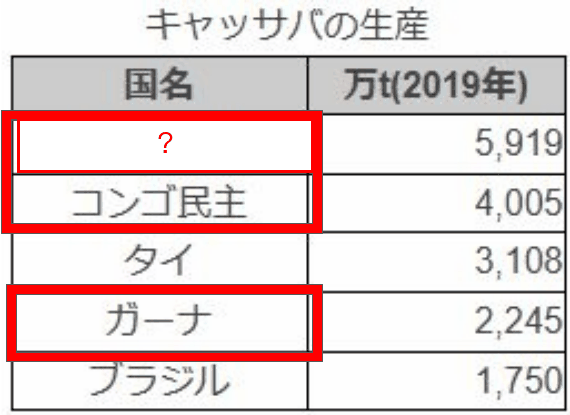 キャッサバの生産
国名 万t(2019年)
? 5,919
コンゴ民主 4,005
タイ 3,108
ガーナ 2,245
ブラジル 1,750